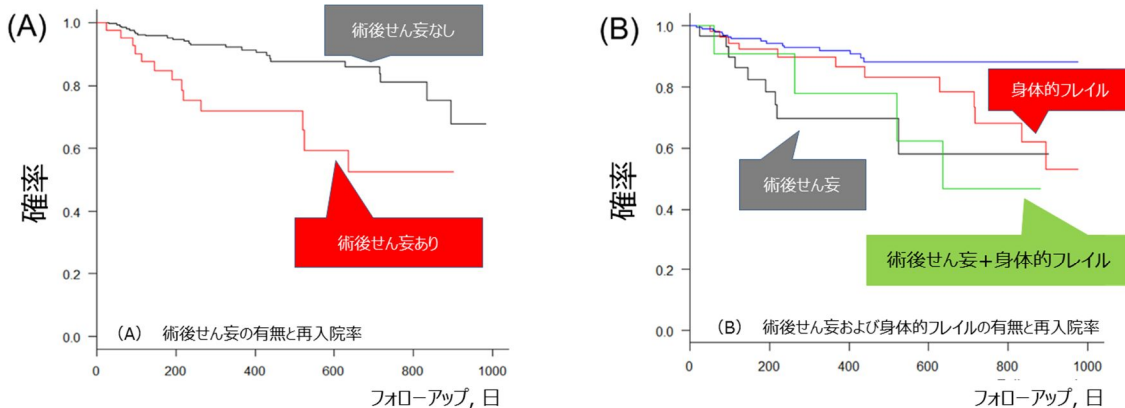 (A)
術後せん妄なし
術後せん妄あり
確率
1.0
0.8
0.6
0.4
0.2
0.0
(A) 術後せん妄の有無と再入院率
0 200 400 600 800 1000
フォローアップ, 日
(B)
身体的フレイル
術後せん妄
術後せん妄+身体的フレイル
確率
1.0
0.8
0.6
0.4
0.2
0.0
(B) 術後せん妄および身体的フレイルの有無と再入院率
0 200 400 600 800 1000
フォローアップ, 日